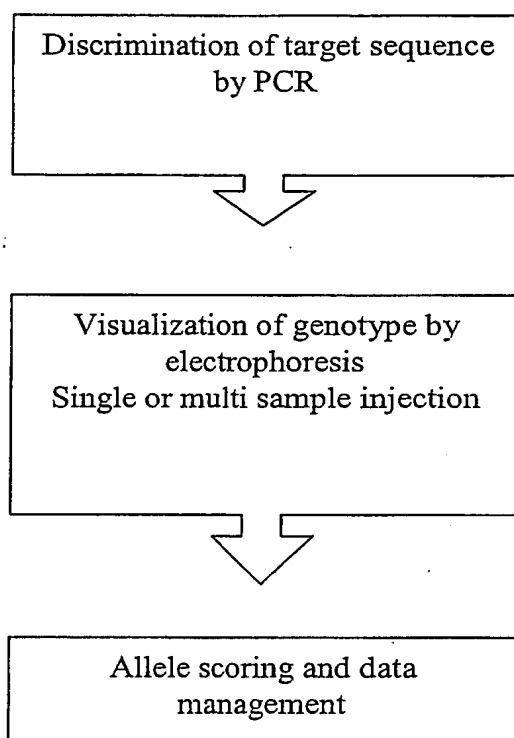 Discrimination of target sequence
by PCR
Visualization of genotype by
electrophoresis
Single or multi sample injection
Allele scoring and data
management